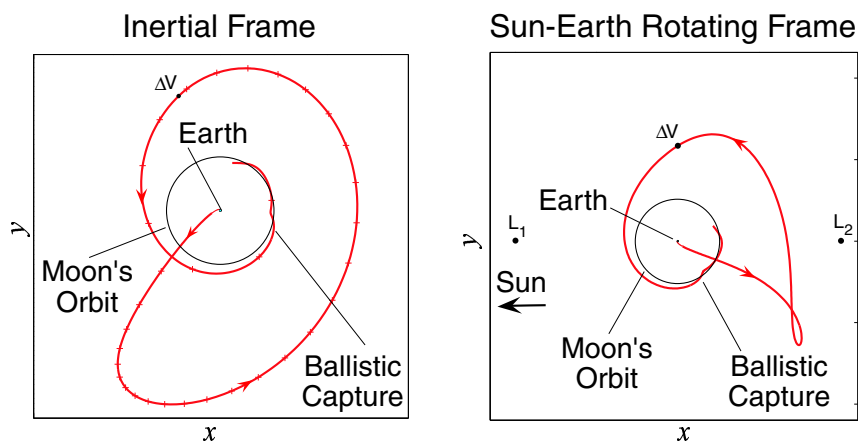 Inertial Frame
ΔV
Earth
Moon's
Orbit
Ballistic
Capture
y
x
Sun-Earth Rotating Frame
ΔV
Earth
L1
L2
Sun
Moon's
Orbit
Ballistic
Capture
y
x